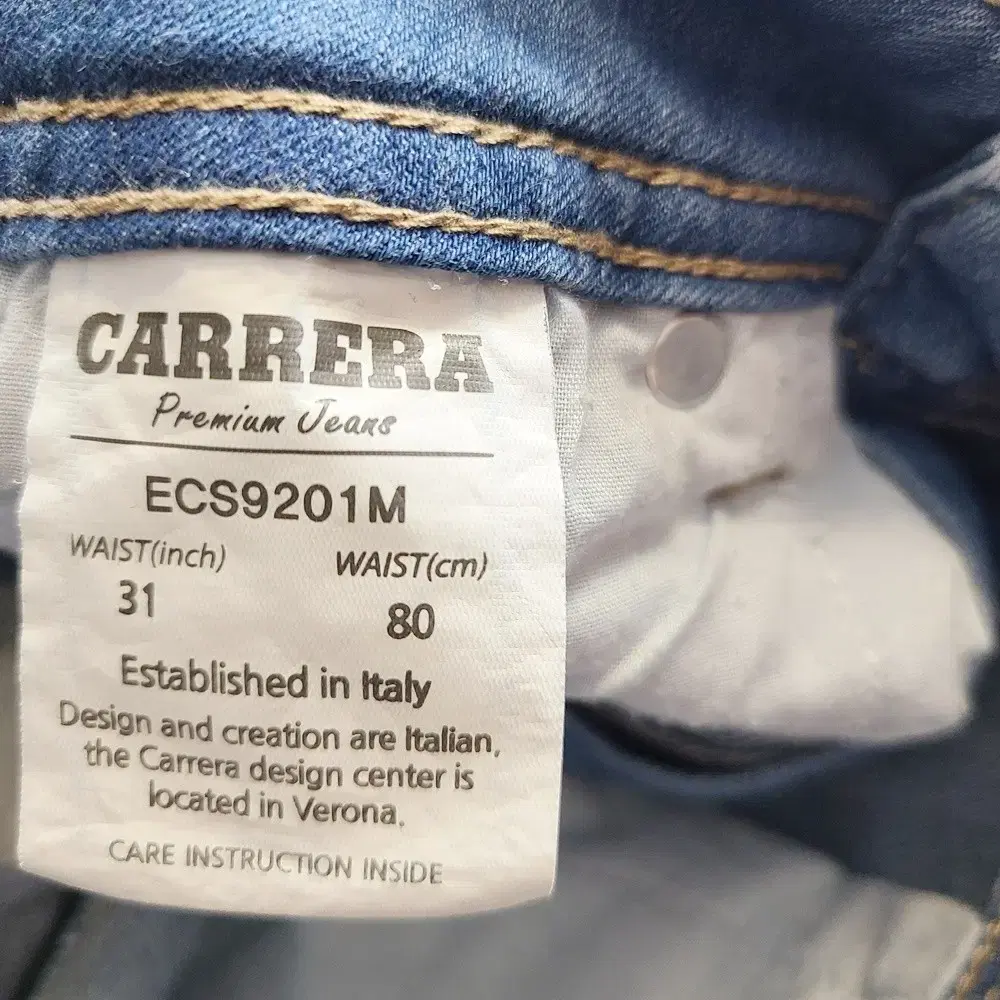 CARRERA
Premium Jeans
ECS9201M
WAIST(inch) WAIST(cm)
31 80
Established in Italy
Design and creation are Italian,
the Carrera design center is
located in Verona.
CARE INSTRUCTION INSIDE